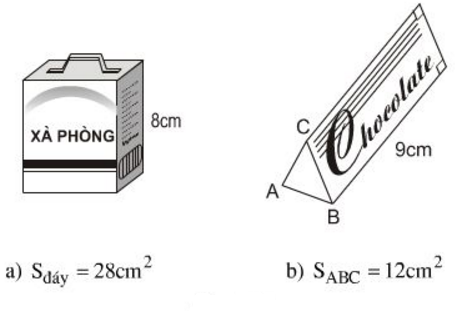 XÀ PHÒNG
8cm
Chocolate
C
9cm
A
B
a) S_đáy = 28cm²
b) S_ABC = 12cm²